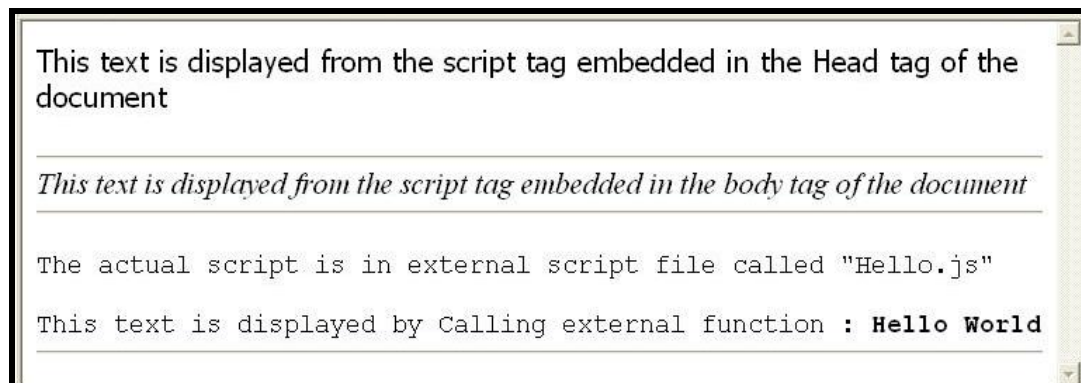 This text is displayed from the script tag embedded in the Head tag of the
document
This text is displayed from the script tag embedded in the body tag of the document
The actual script is in external script file called "Hello.js"
This text is displayed by Calling external function : Hello World